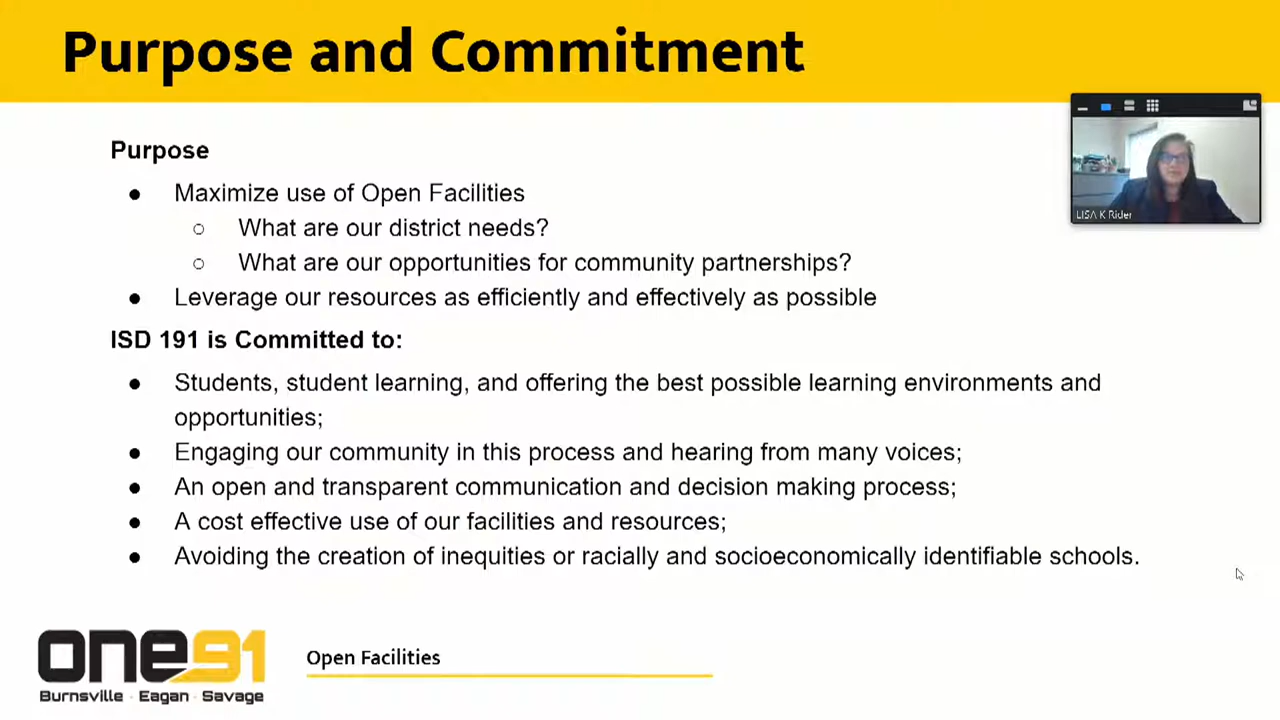 Purpose and Commitment
LISA K Rider
Purpose
● Maximize use of Open Facilities
○ What are our district needs?
○ What are our opportunities for community partnerships?
● Leverage our resources as efficiently and effectively as possible
ISD 191 is Committed to:
● Students, student learning, and offering the best possible learning environments and
opportunities;
● Engaging our community in this process and hearing from many voices;
● An open and transparent communication and decision making process;
● A cost effective use of our facilities and resources;
● Avoiding the creation of inequities or racially and socioeconomically identifiable schools.
one91
Burnsville · Eagan · Savage
Open Facilities